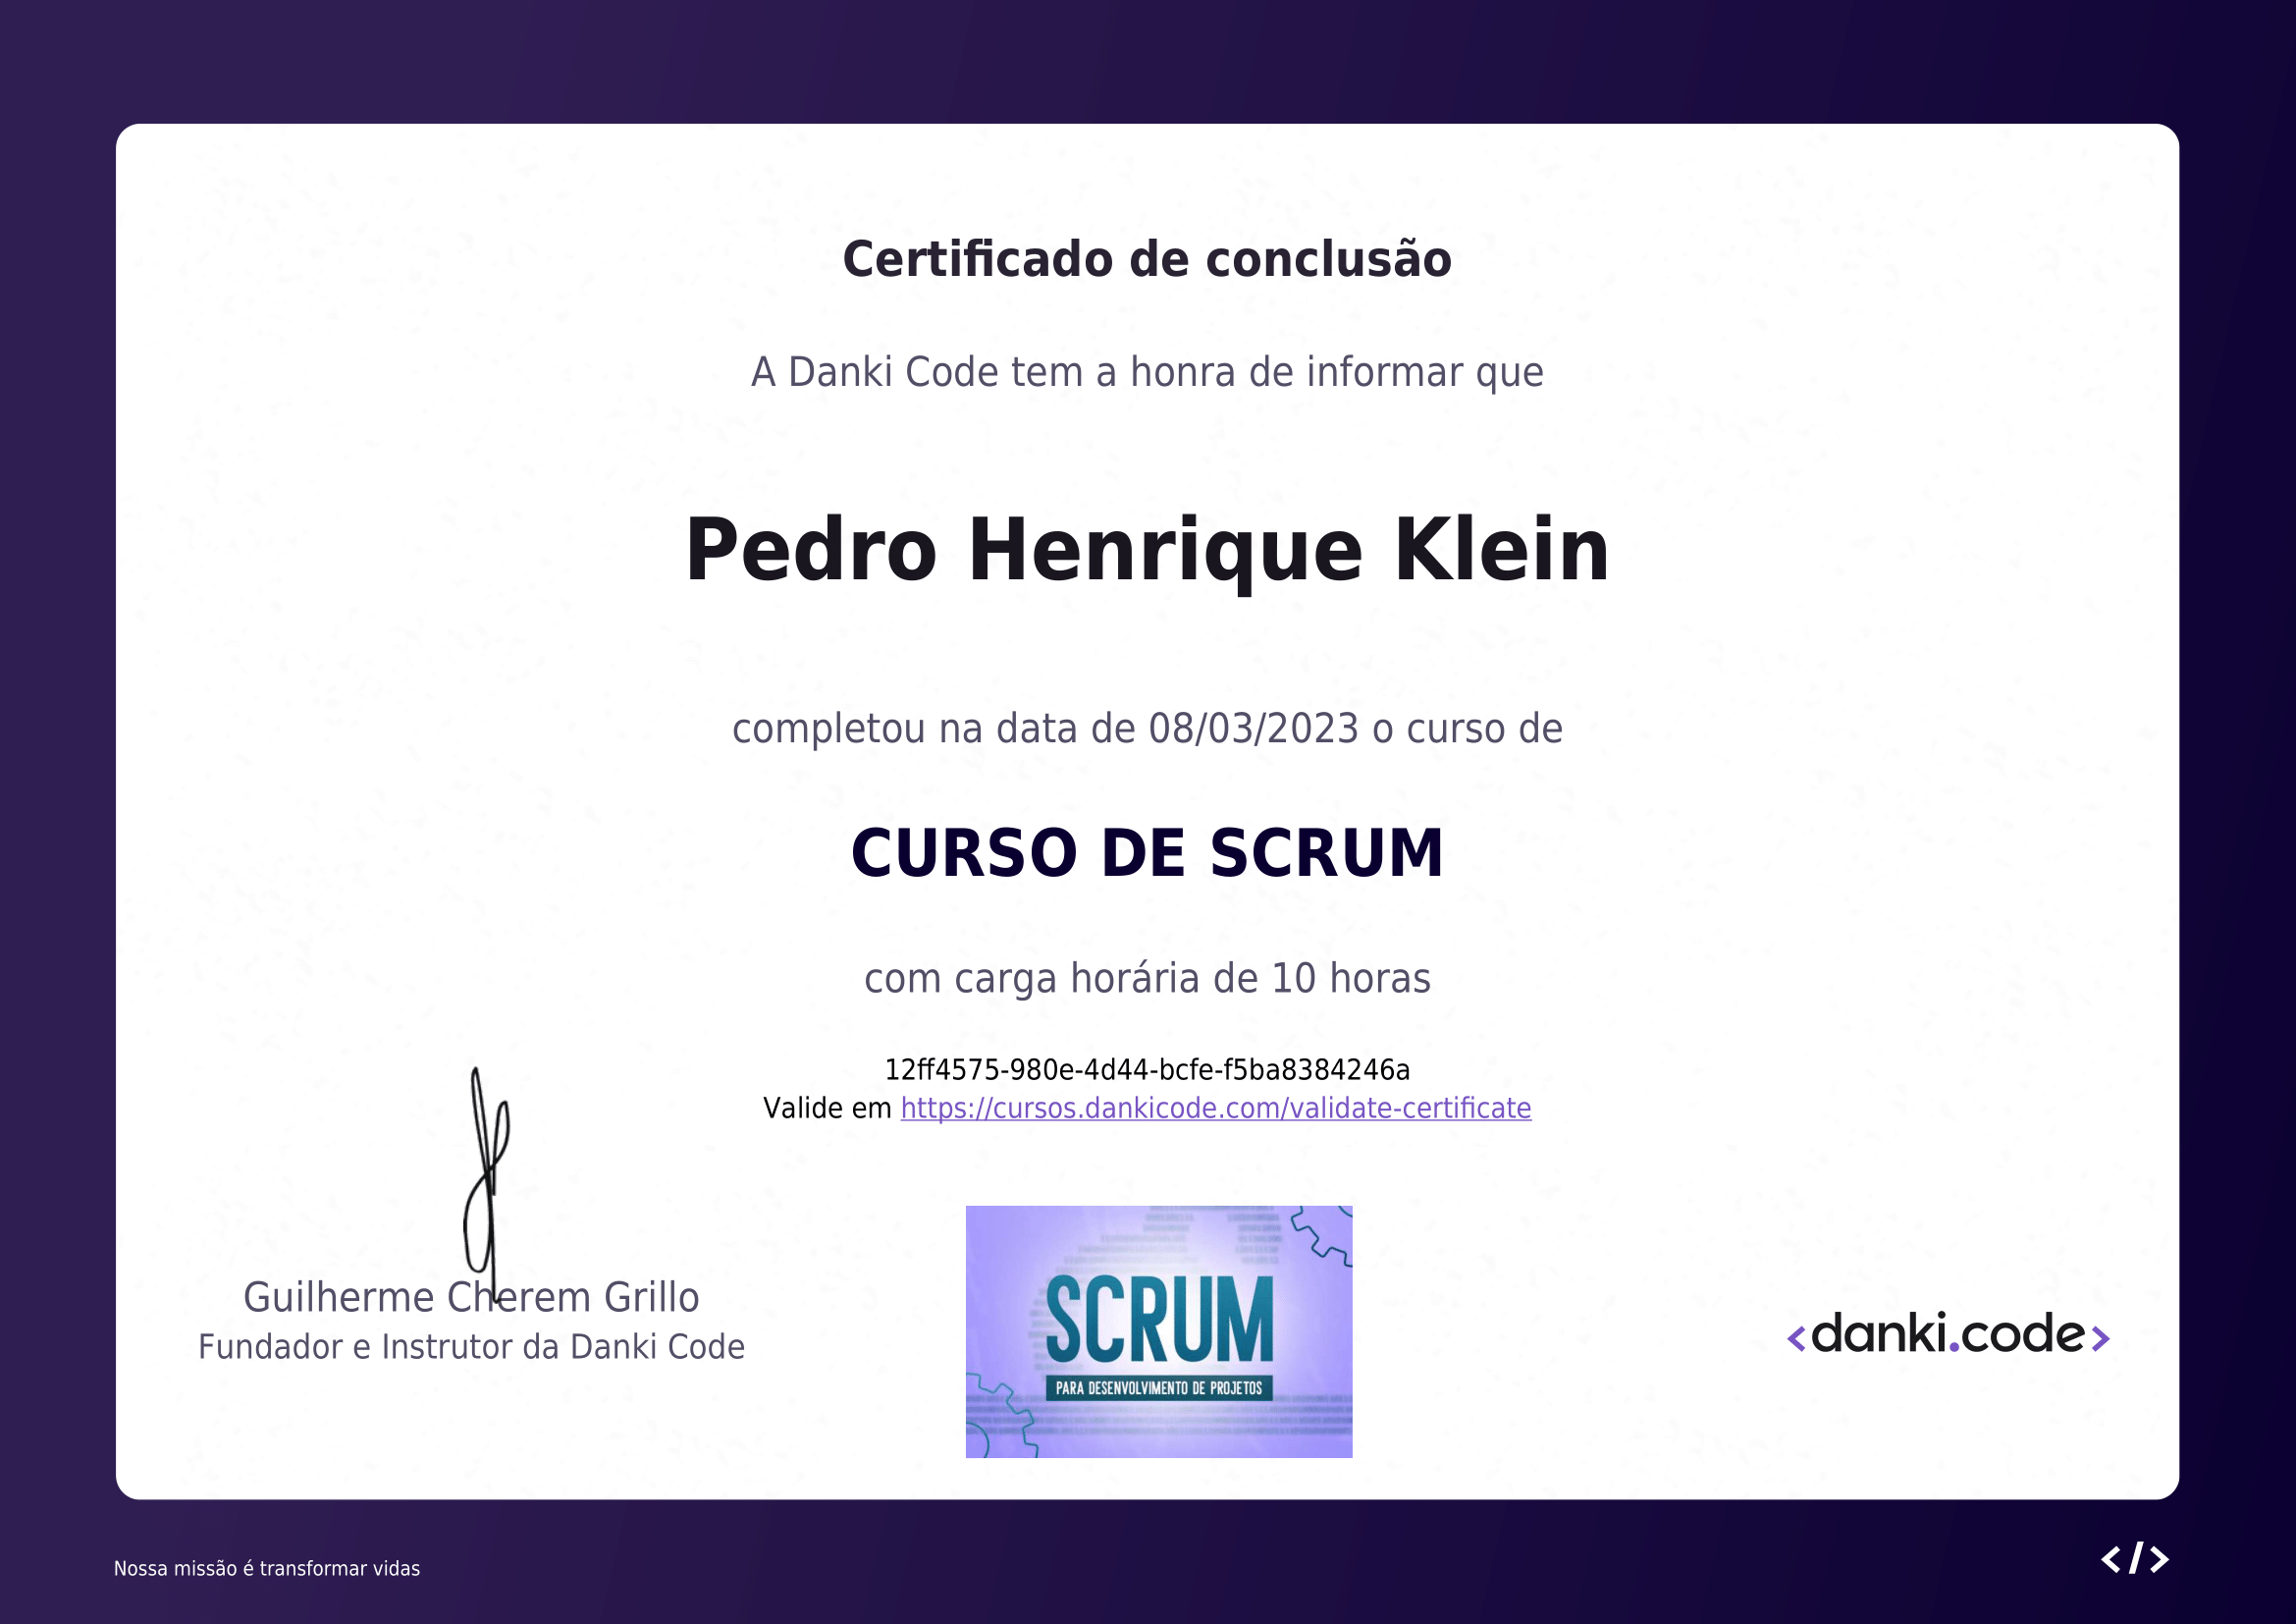 Certificado de conclusão
A Danki Code tem a honra de informar que
Pedro Henrique Klein
completou na data de 08/03/2023 o curso de
CURSO DE SCRUM
com carga horária de 10 horas
12ff4575-980e-4d44-bcfe-f5ba8384246a
Valide em https://cursos.dankicode.com/validate-certificate
Guilherme Cherem Grillo
Fundador e Instrutor da Danki Code
SCRUM
PARA DESENVOLVIMENTO DE PROJETOS
<danki.code>
Nossa missão é transformar vidas
</>